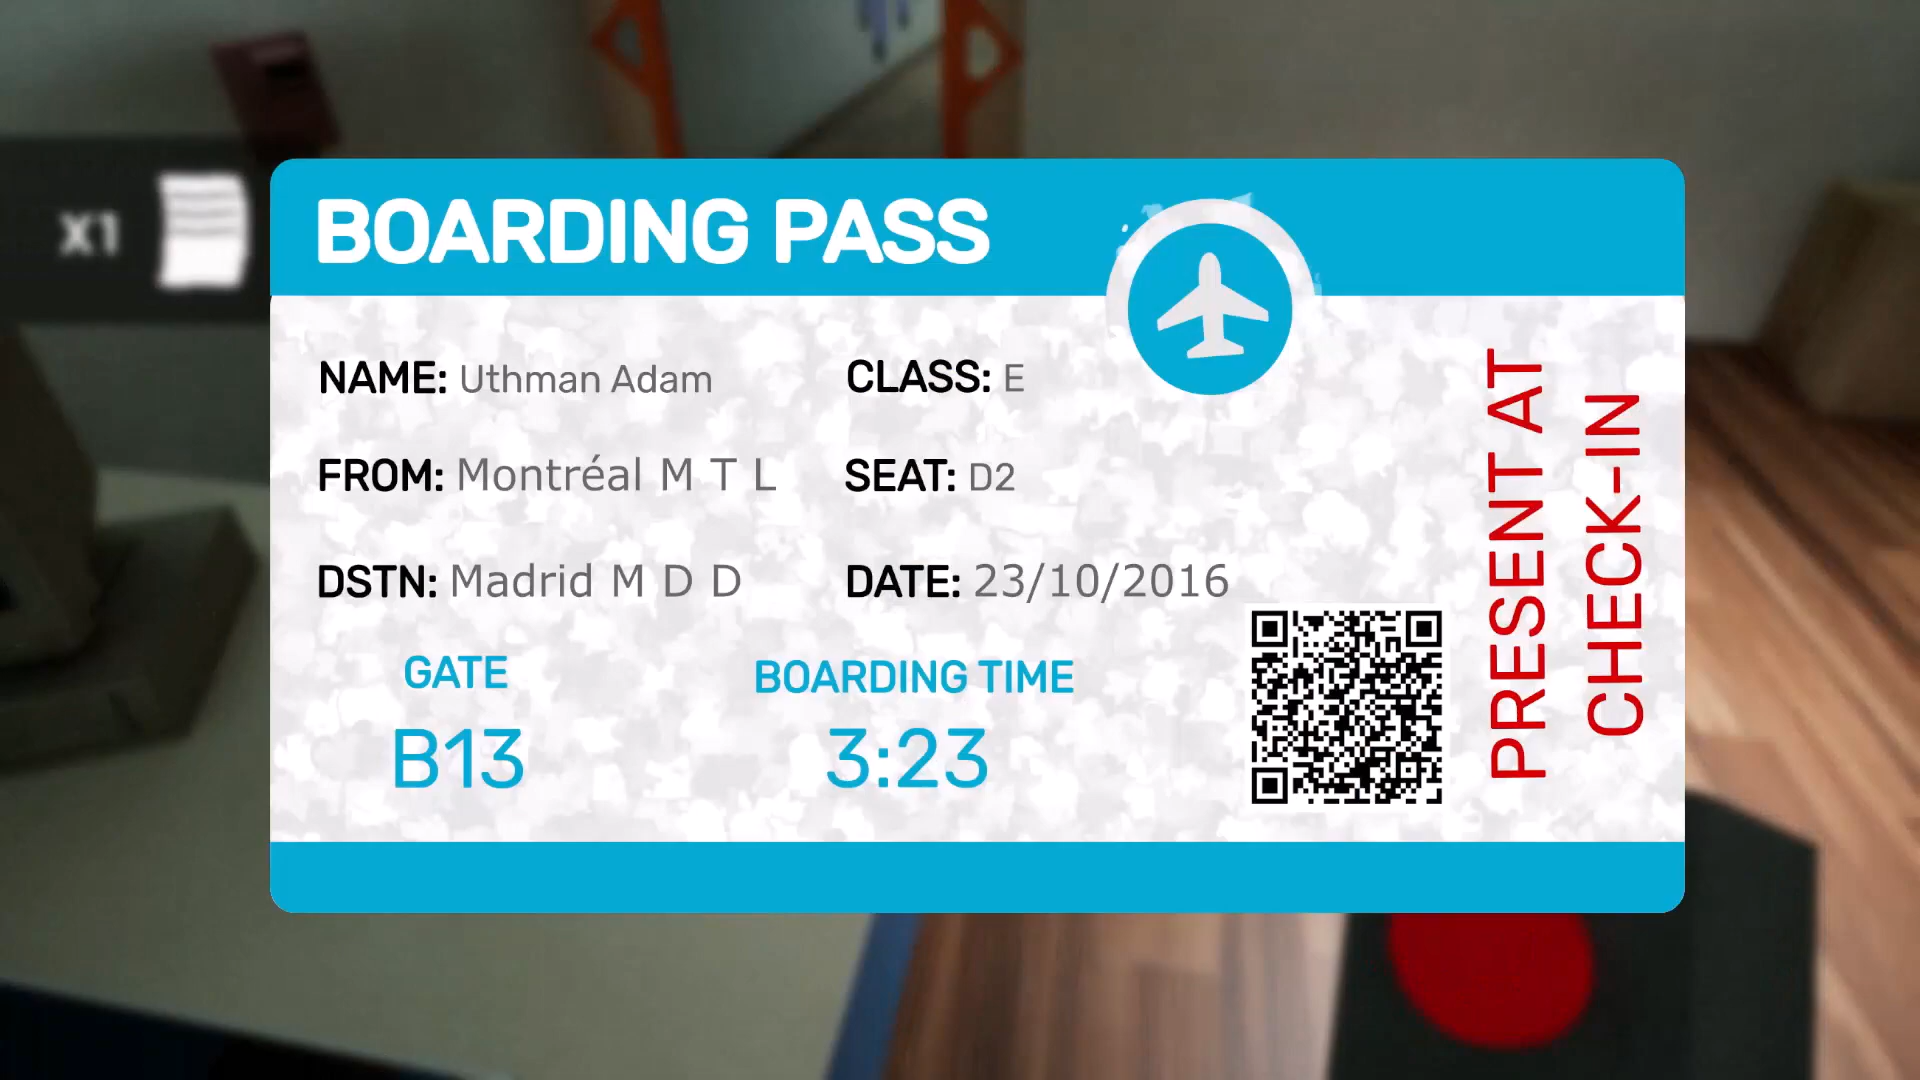 X1
BOARDING PASS
NAME: Uthman Adam
CLASS: E
FROM: Montréal M T L
SEAT: D2
DSTN: Madrid M D D
DATE: 23/10/2016
GATE
BOARDING TIME
B13
3:23
PRESENT AT
CHECK-IN